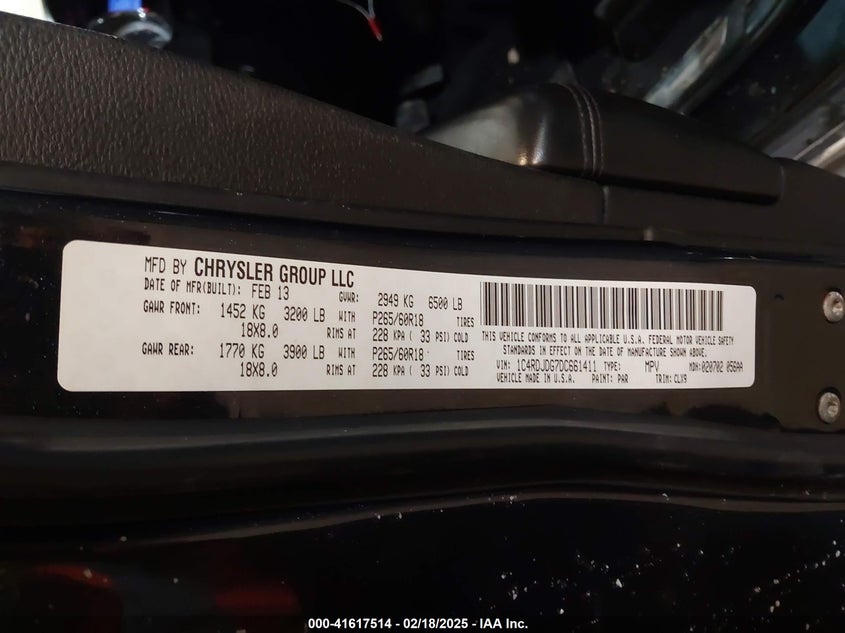 MFD BY CHRYSLER GROUP LLC
DATE OF MFR(BUILT): FEB 13 GVWR: 2949 KG 6500 LB
GAWR FRONT: 1452 KG 3200 LB WITH P265/60R18 TIRES
18X8.0 RIMS AT 228 KPA ( 33 PSI) COLD
GAWR REAR: 1770 KG 3900 LB WITH P265/60R18 TIRES
18X8.0 RIMS AT 228 KPA ( 33 PSI) COLD
THIS VEHICLE CONFORMS TO ALL APPLICABLE U.S.A. FEDERAL MOTOR VEHICLE SAFETY
STANDARDS IN EFFECT ON THE DATE OF MANUFACTURE SHOWN ABOVE.
VIN: 1C4RDJDG7DC661411 TYPE: MPV MDH:020702 056AA
VEHICLE MADE IN U.S.A. PAINT: PAR TRIM: CLX9
000-41617514 - 02/18/2025 - IAA Inc.